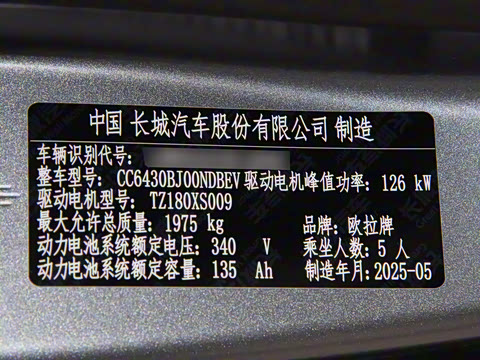 中国 长城汽车股份有限公司 制造
车辆识别代号:
整车型号: CC6430BJ00NDBEV 驱动电机峰值功率: 126 kW
驱动电机型号: TZ180XS009
最大允许总质量: 1975 kg 品牌: 欧拉牌
动力电池系统额定电压: 340 V 乘坐人数: 5 人
动力电池系统额定容量: 135 Ah 制造年月: 2025-05